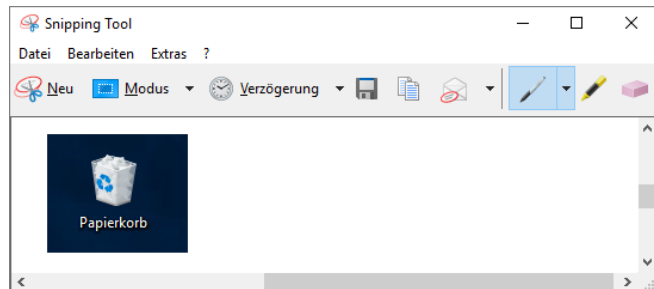 Snipping Tool
Datei Bearbeiten Extras ?
Neu Modus Verzögerung
Papierkorb